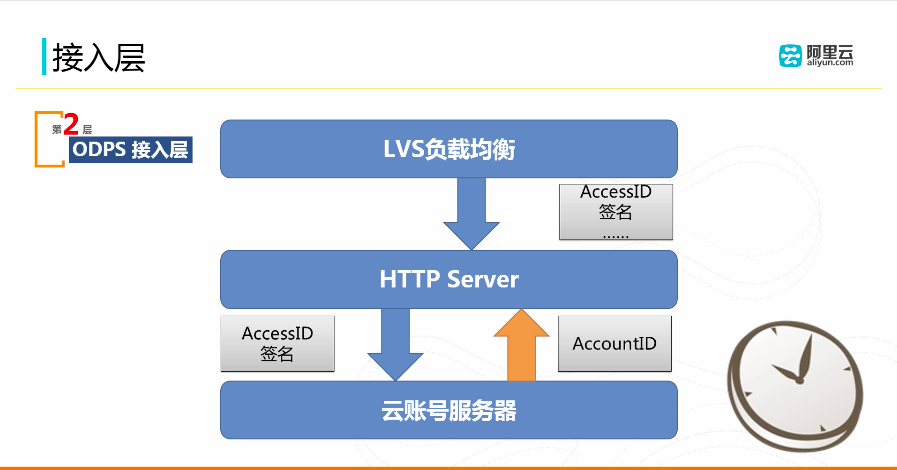 接入层
阿里云
aliyun.com
第2层
ODPS 接入层
LVS负载均衡
AccessID
签名
......
HTTP Server
AccessID
签名
AccountID
云账号服务器